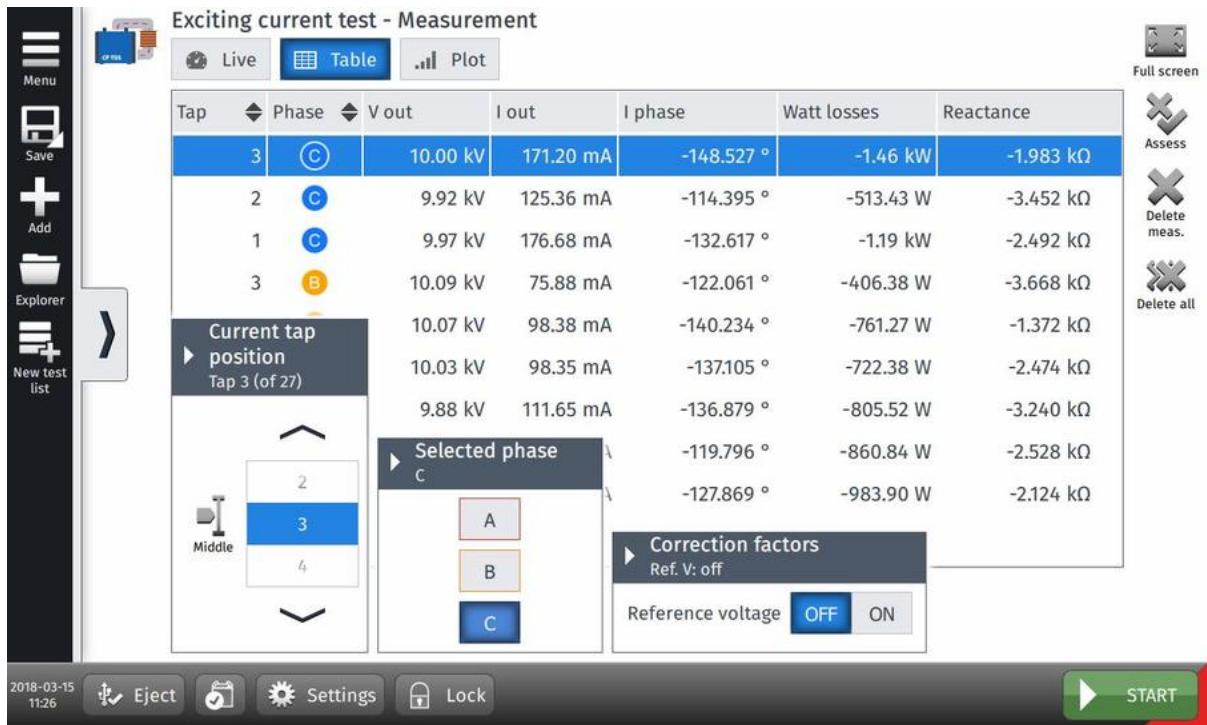 Exciting current test - Measurement
Menu
Save
Add
Explorer
New test
list
CP TD1
Live
Table
Plot
Full screen
Assess
Delete
meas.
Delete all
Tap Phase V out I out I phase Watt losses Reactance
3 C 10.00 kV 171.20 mA -148.527 ° -1.46 kW -1.983 kΩ
2 C 9.92 kV 125.36 mA -114.395 ° -513.43 W -3.452 kΩ
1 C 9.97 kV 176.68 mA -132.617 ° -1.19 kW -2.492 kΩ
3 B 10.09 kV 75.88 mA -122.061 ° -406.38 W -3.668 kΩ
10.07 kV 98.38 mA -140.234 ° -761.27 W -1.372 kΩ
10.03 kV 98.35 mA -137.105 ° -722.38 W -2.474 kΩ
9.88 kV 111.65 mA -136.879 ° -805.52 W -3.240 kΩ
-119.796 ° -860.84 W -2.528 kΩ
-127.869 ° -983.90 W -2.124 kΩ
Current tap
position
Tap 3 (of 27)
2
3
4
Middle
Selected phase
C
A
B
C
Correction factors
Ref. V: off
Reference voltage OFF ON
2018-03-15
11:26
Eject
Settings
Lock
START